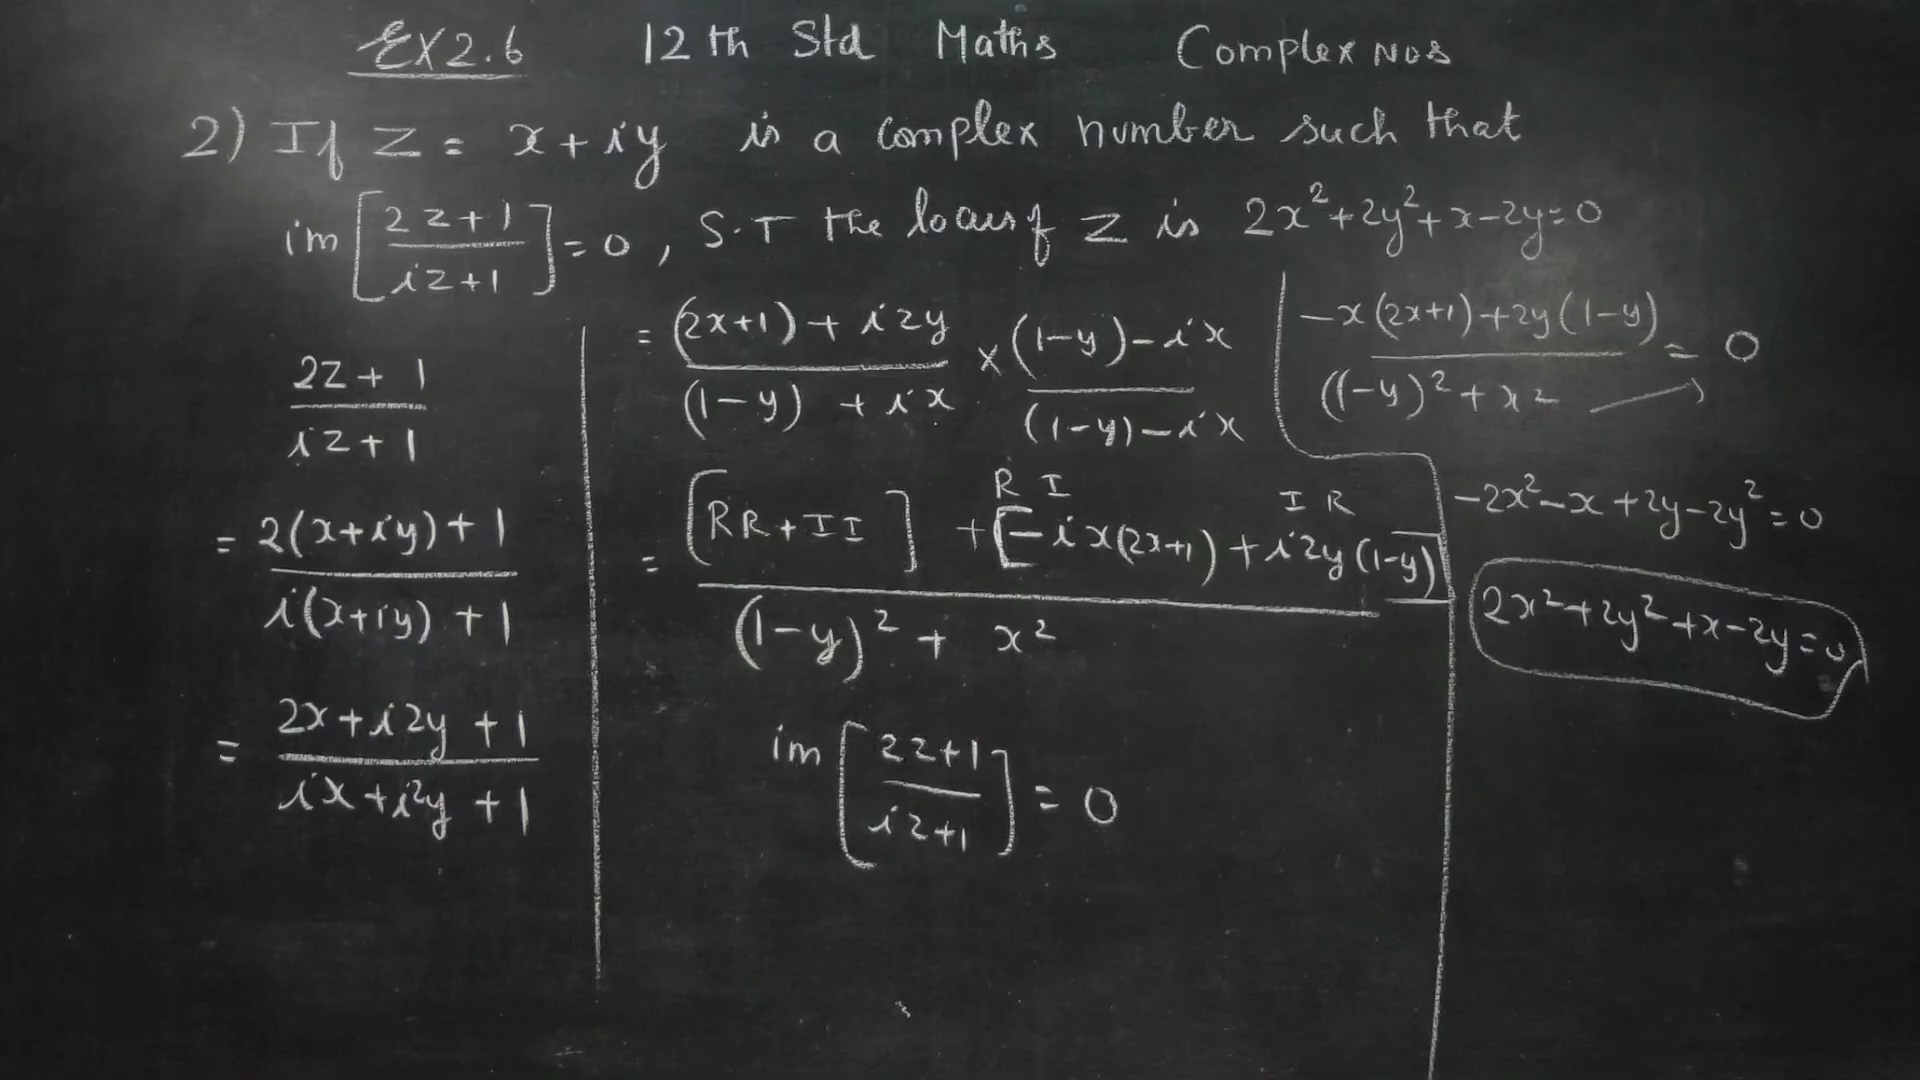 Ex 2.6 12th Std Maths Complex Nos
2) If Z = x + iy is a complex number such that
im [ (2z+1)/(iz+1) ] = 0, S.T the locus of Z is 2x² + 2y² + x - 2y = 0
(2z + 1)/(iz + 1)
= (2(x+iy) + 1)/(i(x+iy) + 1)
= (2x + i2y + 1)/(ix + i²y + 1)
= ((2x+1) + i2y)/((1-y) + ix) × ((1-y) - ix)/((1-y) - ix)
R I I R
= ([RR + II] + [-ix(2x+1) + i2y(1-y)])/((1-y)² + x²)
im [ (2z+1)/(iz+1) ] = 0
(-x(2x+1) + 2y(1-y))/((1-y)² + x²) = 0
-2x² - x + 2y - 2y² = 0
2x² + 2y² + x - 2y = 0